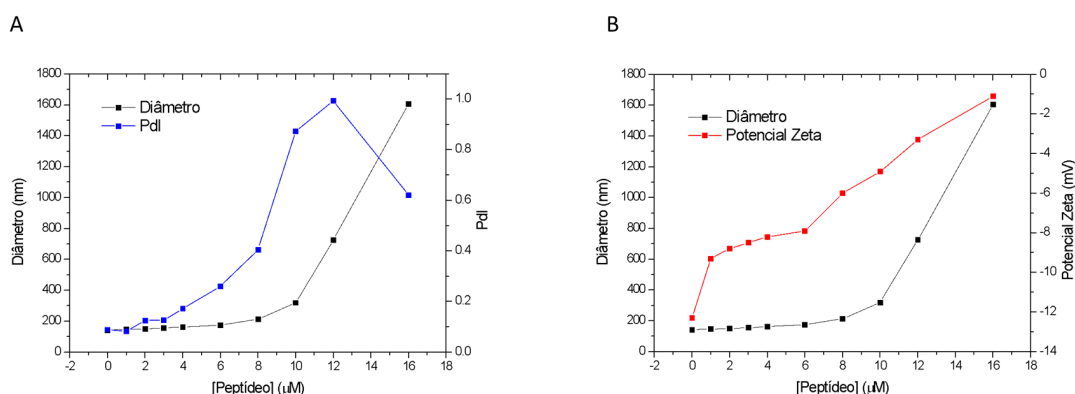 A
B
1800
1600
1400
1200
1000
800
600
400
200
0
Diâmetro (nm)
Diâmetro
PdI
1.0
0.8
0.6
0.4
0.2
0.0
PdI
-2 0 2 4 6 8 10 12 14 16 18
[Peptídeo] (μM)
1800
1600
1400
1200
1000
800
600
400
200
0
Diâmetro (nm)
Diâmetro
Potencial Zeta
0
-2
-4
-6
-8
-10
-12
-14
Potencial Zeta (mV)
-2 0 2 4 6 8 10 12 14 16 18
[Peptídeo] (μM)